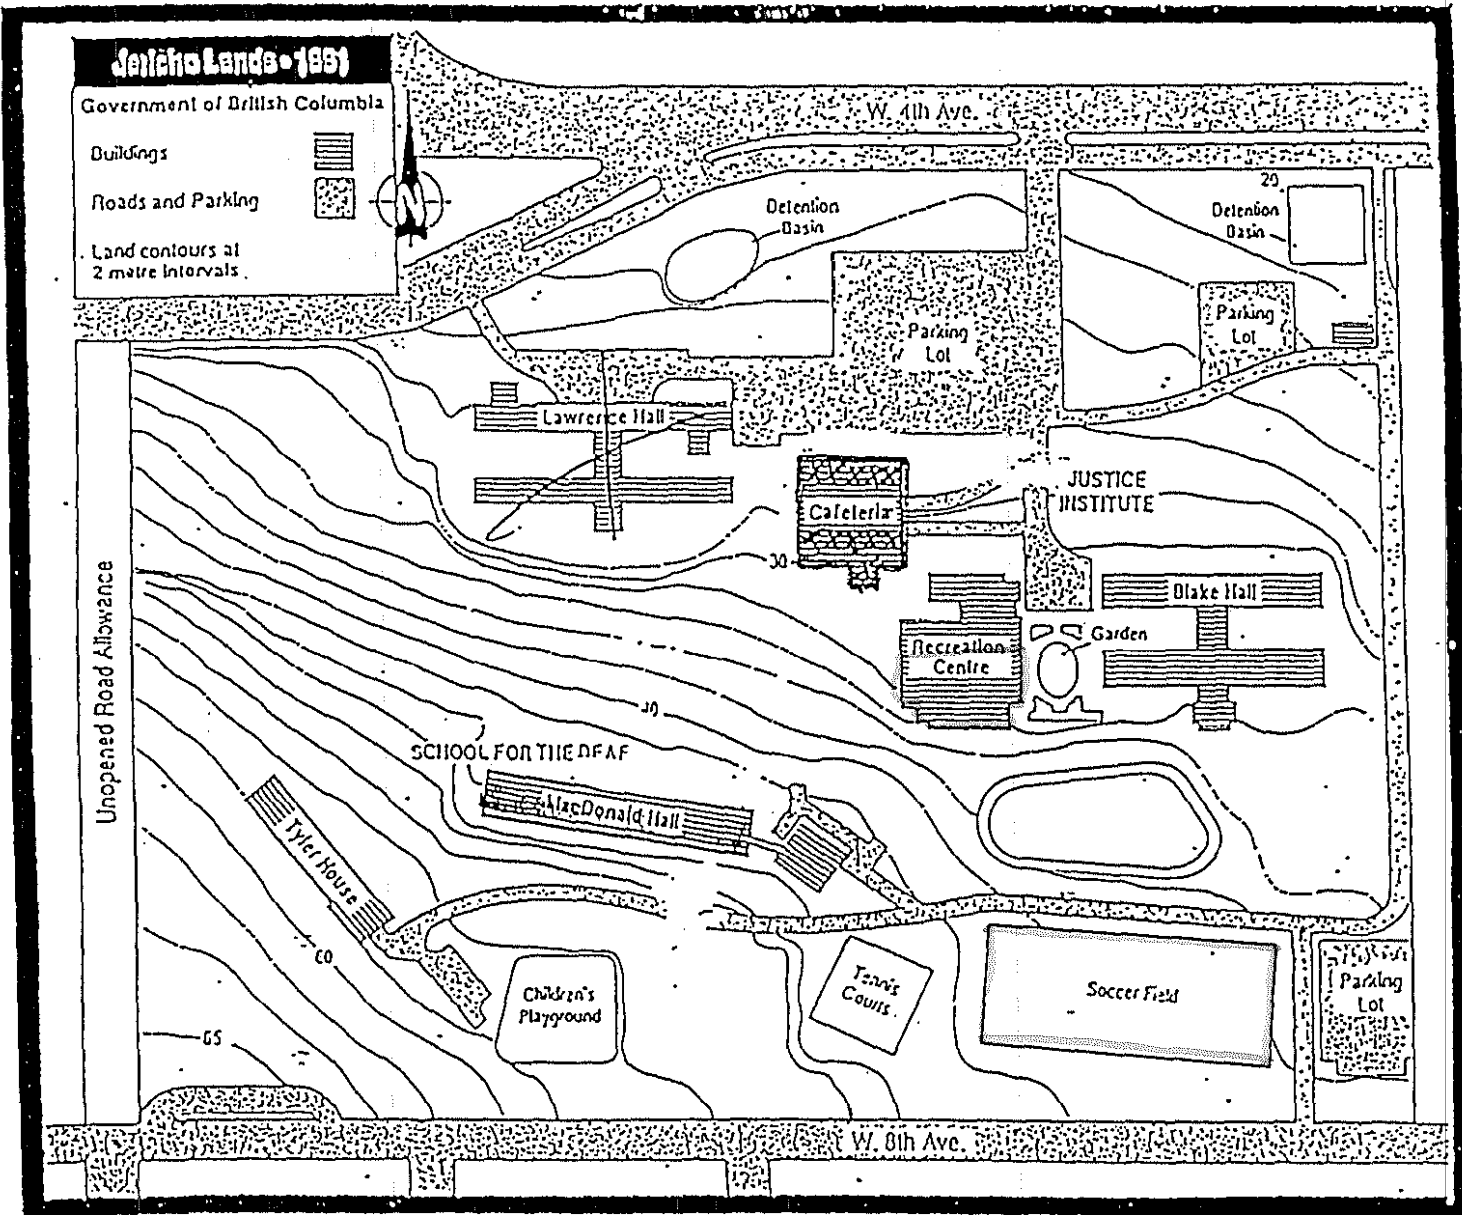 Jericho Lands • 1991
Government of British Columbia
Buildings
Roads and Parking
Land contours at
2 metre intervals
N
W. 4th Ave.
Detention
Basin
20
Detention
Basin
Parking
Lot
Parking
Lot
Lawrence Hall
JUSTICE
INSTITUTE
Cafeteria
30
Blake Hall
Garden
Recreation
Centre
Unopened Road Allowance
40
SCHOOL FOR THE DEAF
MacDonald Hall
Tyler House
60
Children's
Playground
Tennis
Courts
Soccer Field
Parking
Lot
65
W. 8th Ave.